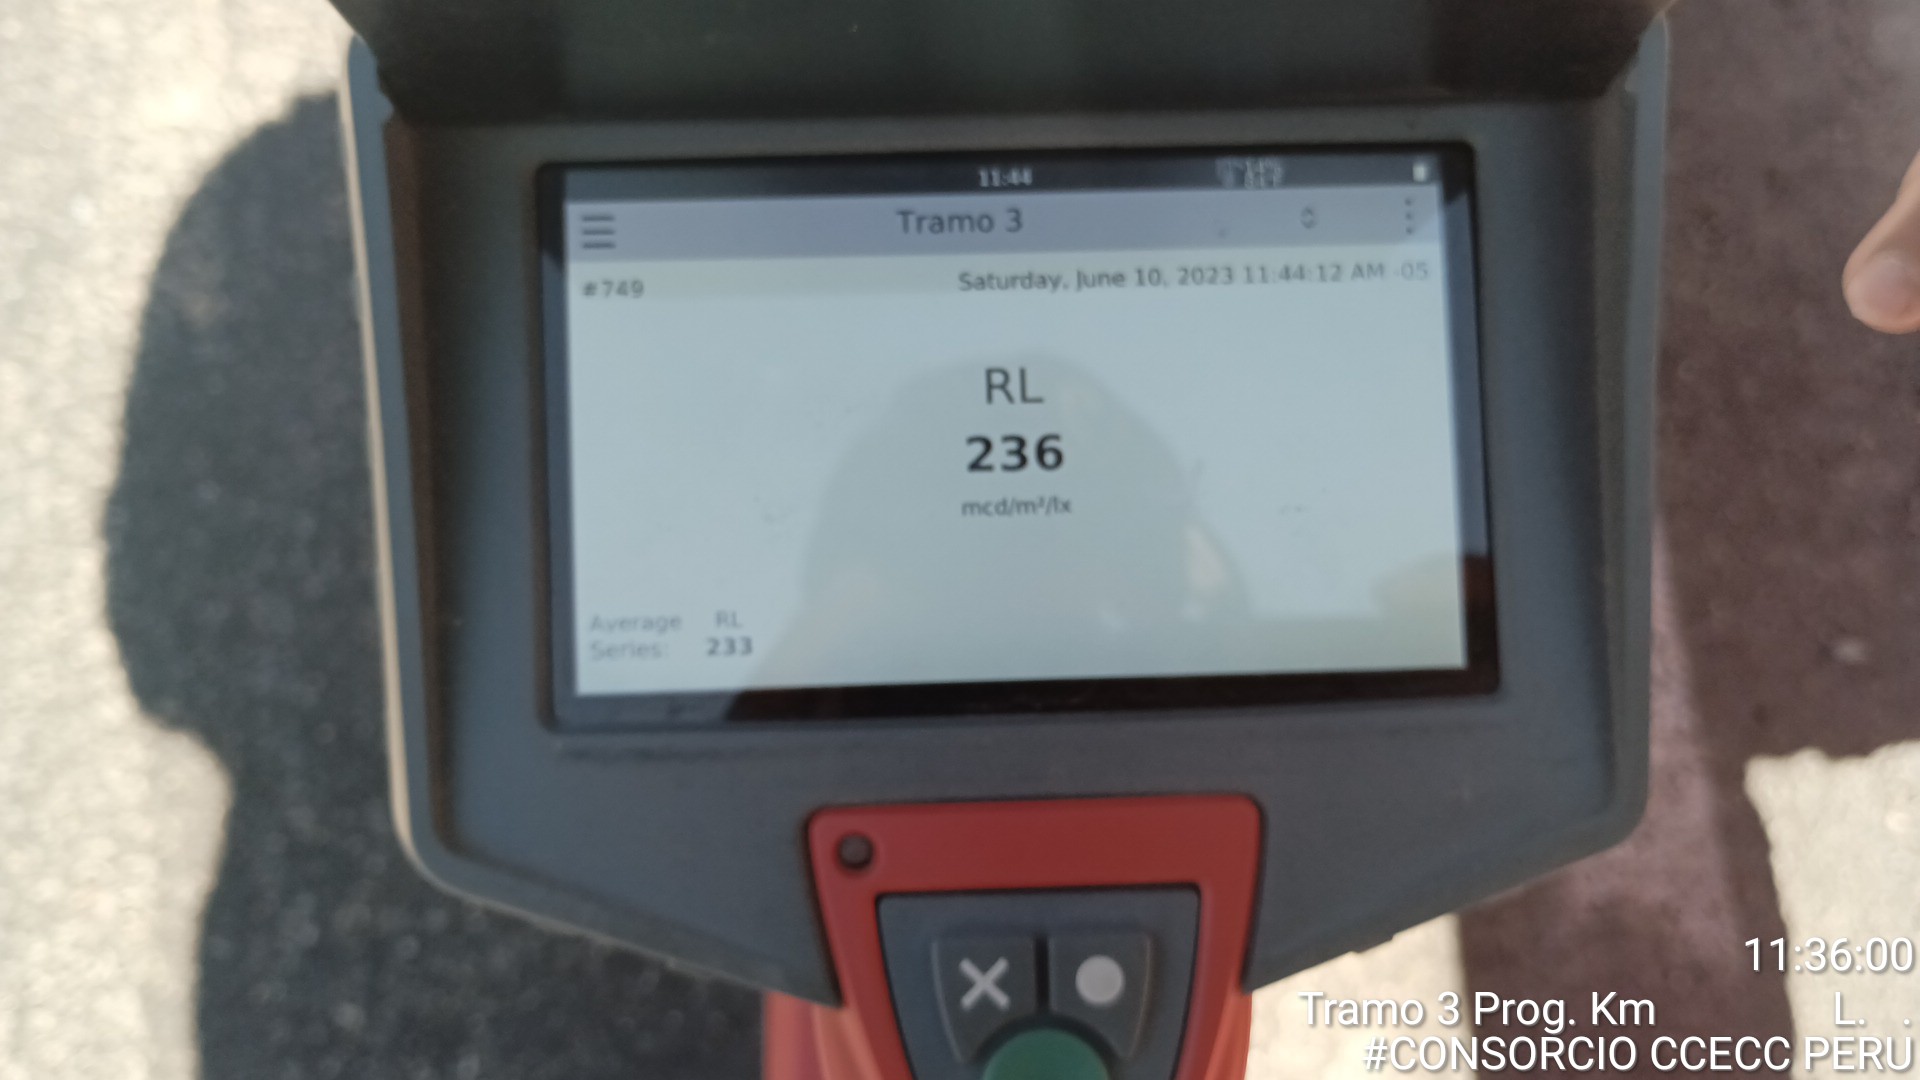 11:44
Tramo 3
#749
Saturday, June 10, 2023 11:44:12 AM -05
RL
236
mcd/m²/lx
Average RL
Series: 233
11:36:00
Tramo 3 Prog. Km L. .
#CONSORCIO CCECC PERU